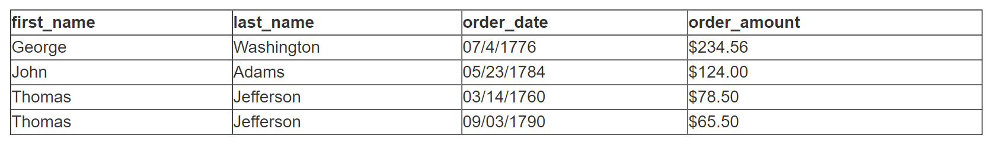 first_name last_name order_date order_amount
George Washington 07/4/1776 $234.56
John Adams 05/23/1784 $124.00
Thomas Jefferson 03/14/1760 $78.50
Thomas Jefferson 09/03/1790 $65.50